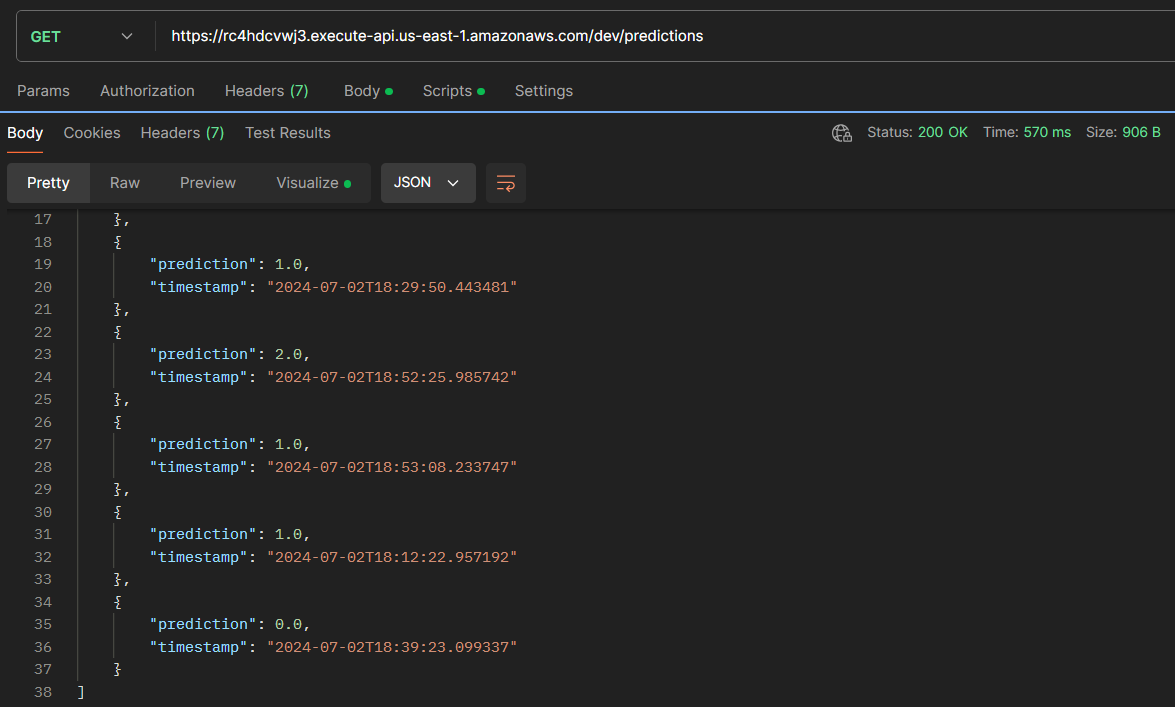 GET https://rc4hdcvwj3.execute-api.us-east-1.amazonaws.com/dev/predictions
Params Authorization Headers (7) Body Scripts Settings
Body Cookies Headers (7) Test Results Status: 200 OK Time: 570 ms Size: 906 B
Pretty Raw Preview Visualize JSON
17 },
18 {
19 "prediction": 1.0,
20 "timestamp": "2024-07-02T18:29:50.443481"
21 },
22 {
23 "prediction": 2.0,
24 "timestamp": "2024-07-02T18:52:25.985742"
25 },
26 {
27 "prediction": 1.0,
28 "timestamp": "2024-07-02T18:53:08.233747"
29 },
30 {
31 "prediction": 1.0,
32 "timestamp": "2024-07-02T18:12:22.957192"
33 },
34 {
35 "prediction": 0.0,
36 "timestamp": "2024-07-02T18:39:23.099337"
37 }
38 ]